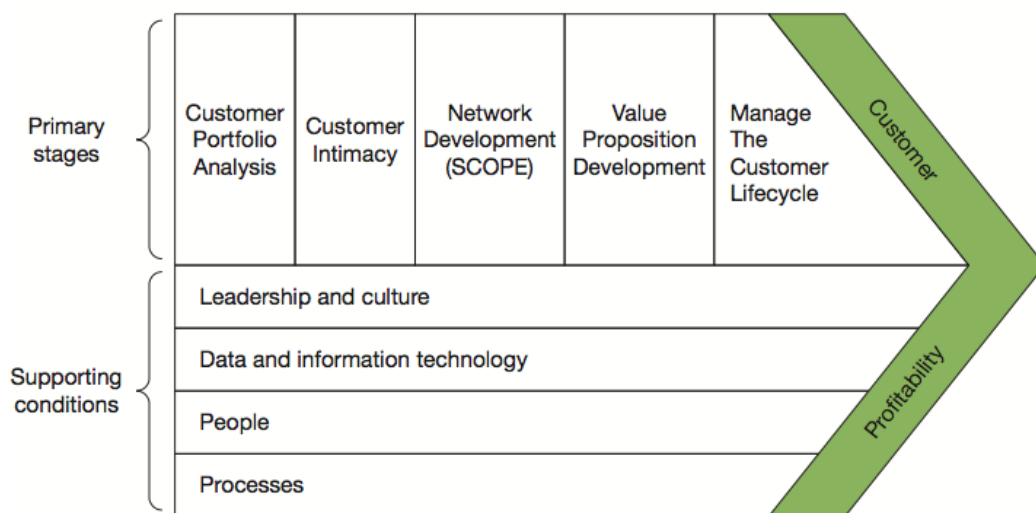 Primary
stages
Customer
Portfolio
Analysis
Customer
Intimacy
Network
Development
(SCOPE)
Value
Proposition
Development
Manage
The
Customer
Lifecycle
Customer
Supporting
conditions
Leadership and culture
Data and information technology
People
Processes
Profitability